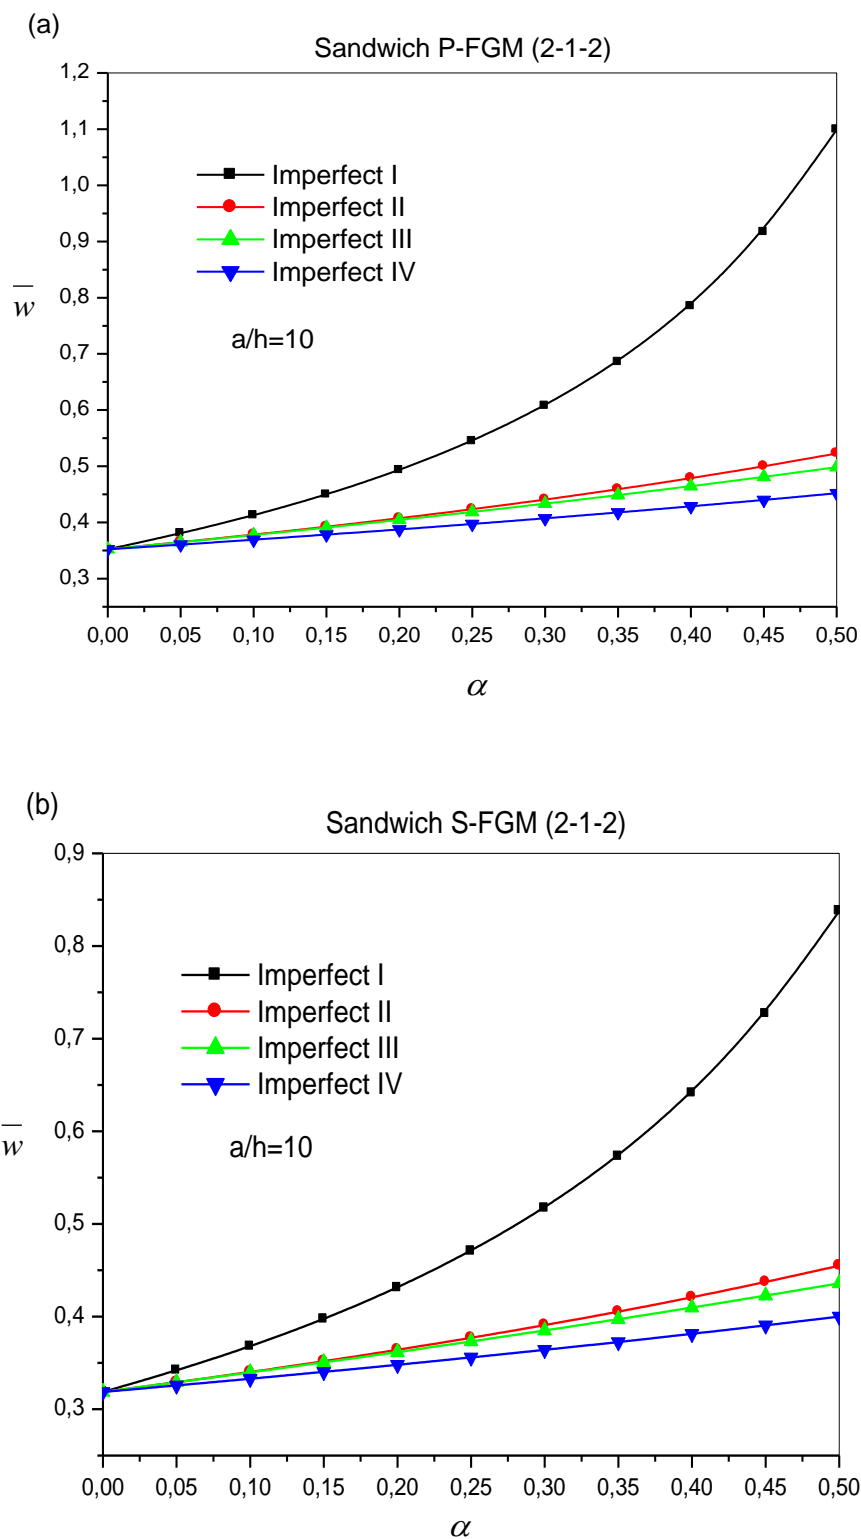 (a)
Sandwich P-FGM (2-1-2)
1,2
1,1
1,0
0,9
0,8
0,7
0,6
0,5
0,4
0,3
Imperfect I
Imperfect II
Imperfect III
Imperfect IV
a/h=10
w̅
0,00 0,05 0,10 0,15 0,20 0,25 0,30 0,35 0,40 0,45 0,50
α
(b)
Sandwich S-FGM (2-1-2)
0,9
0,8
0,7
0,6
0,5
0,4
0,3
Imperfect I
Imperfect II
Imperfect III
Imperfect IV
a/h=10
w̅
0,00 0,05 0,10 0,15 0,20 0,25 0,30 0,35 0,40 0,45 0,50
α